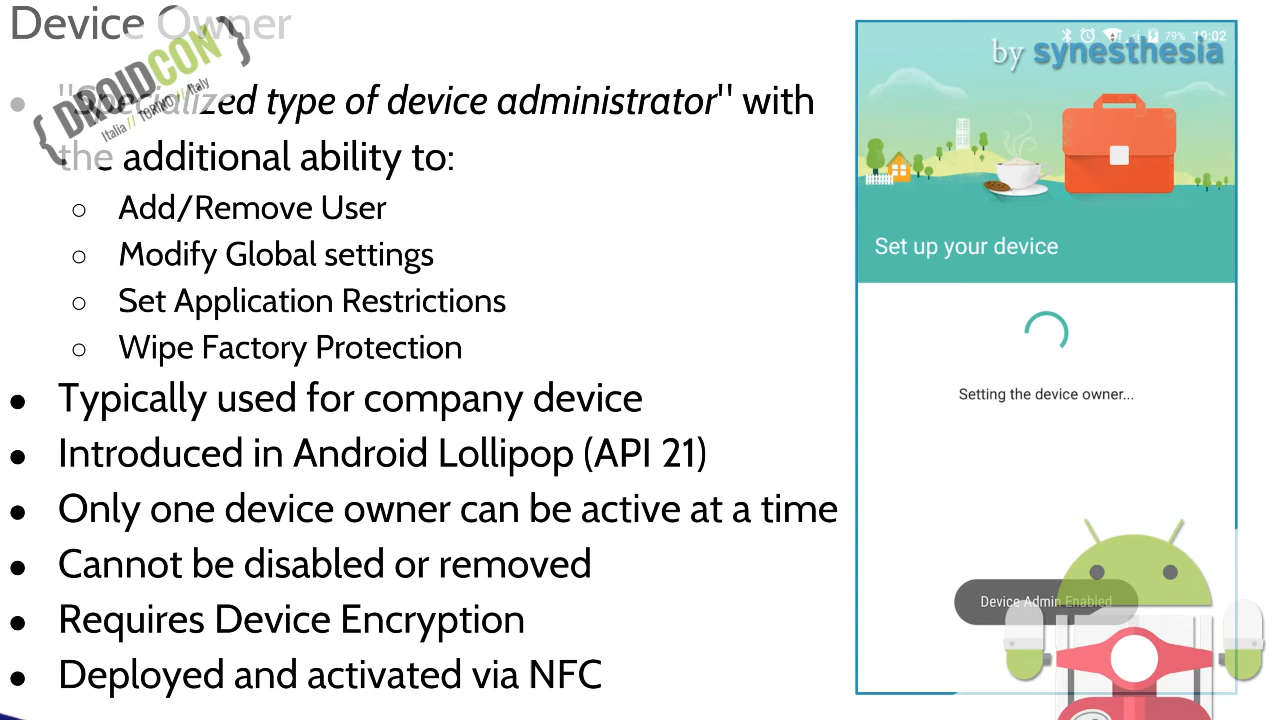 Device Owner
"specialized type of device administrator" with
the additional ability to:
Add/Remove User
Modify Global settings
Set Application Restrictions
Wipe Factory Protection
Typically used for company device
Introduced in Android Lollipop (API 21)
Only one device owner can be active at a time
Cannot be disabled or removed
Requires Device Encryption
Deployed and activated via NFC
{ DROIDCON }
Italia // TORINO // Italy
79% 19:02
by synesthesia
Set up your device
Setting the device owner...
Device Admin Enabled